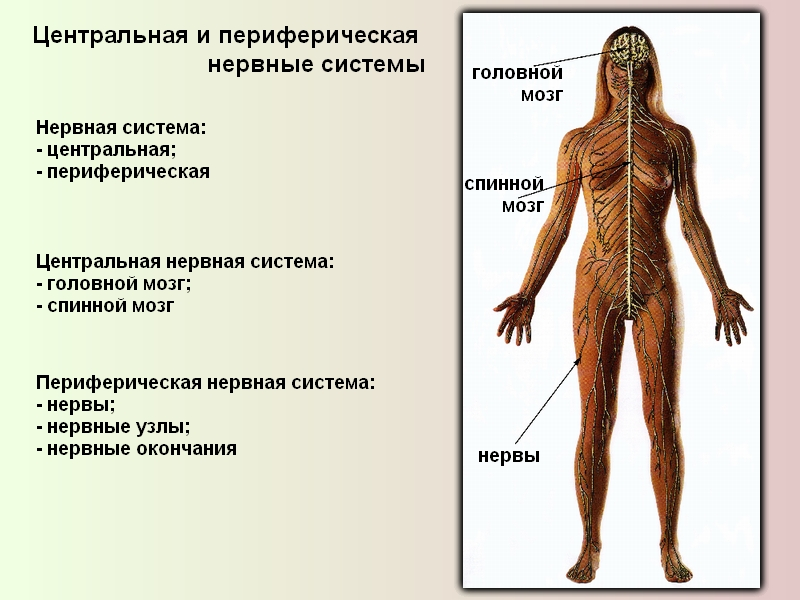 Центральная и периферическая
нервные системы
Нервная система:
- центральная;
- периферическая
Центральная нервная система:
- головной мозг;
- спинной мозг
Периферическая нервная система:
- нервы;
- нервные узлы;
- нервные окончания
головной
мозг
спинной
мозг
нервы